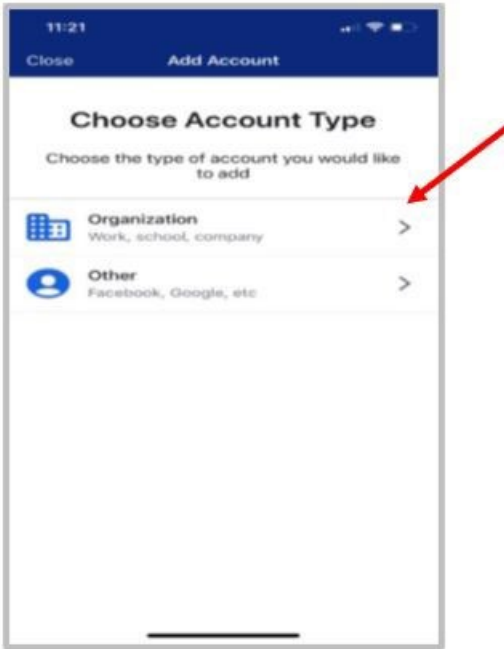 11:21
Close Add Account
Choose Account Type
Choose the type of account you would like
to add
Organization
Work, school, company
Other
Facebook, Google, etc